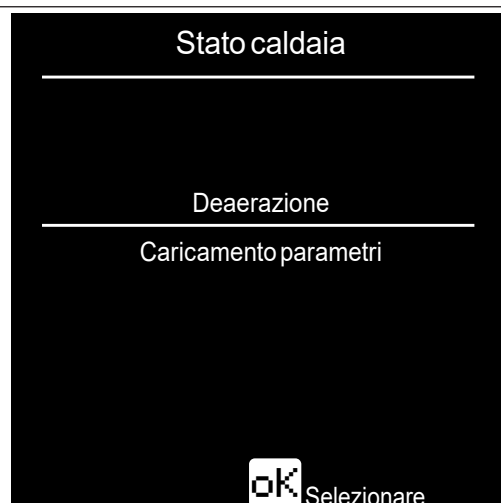 Stato caldaia
Deaerazione
Caricamento parametri
oK Selezionare